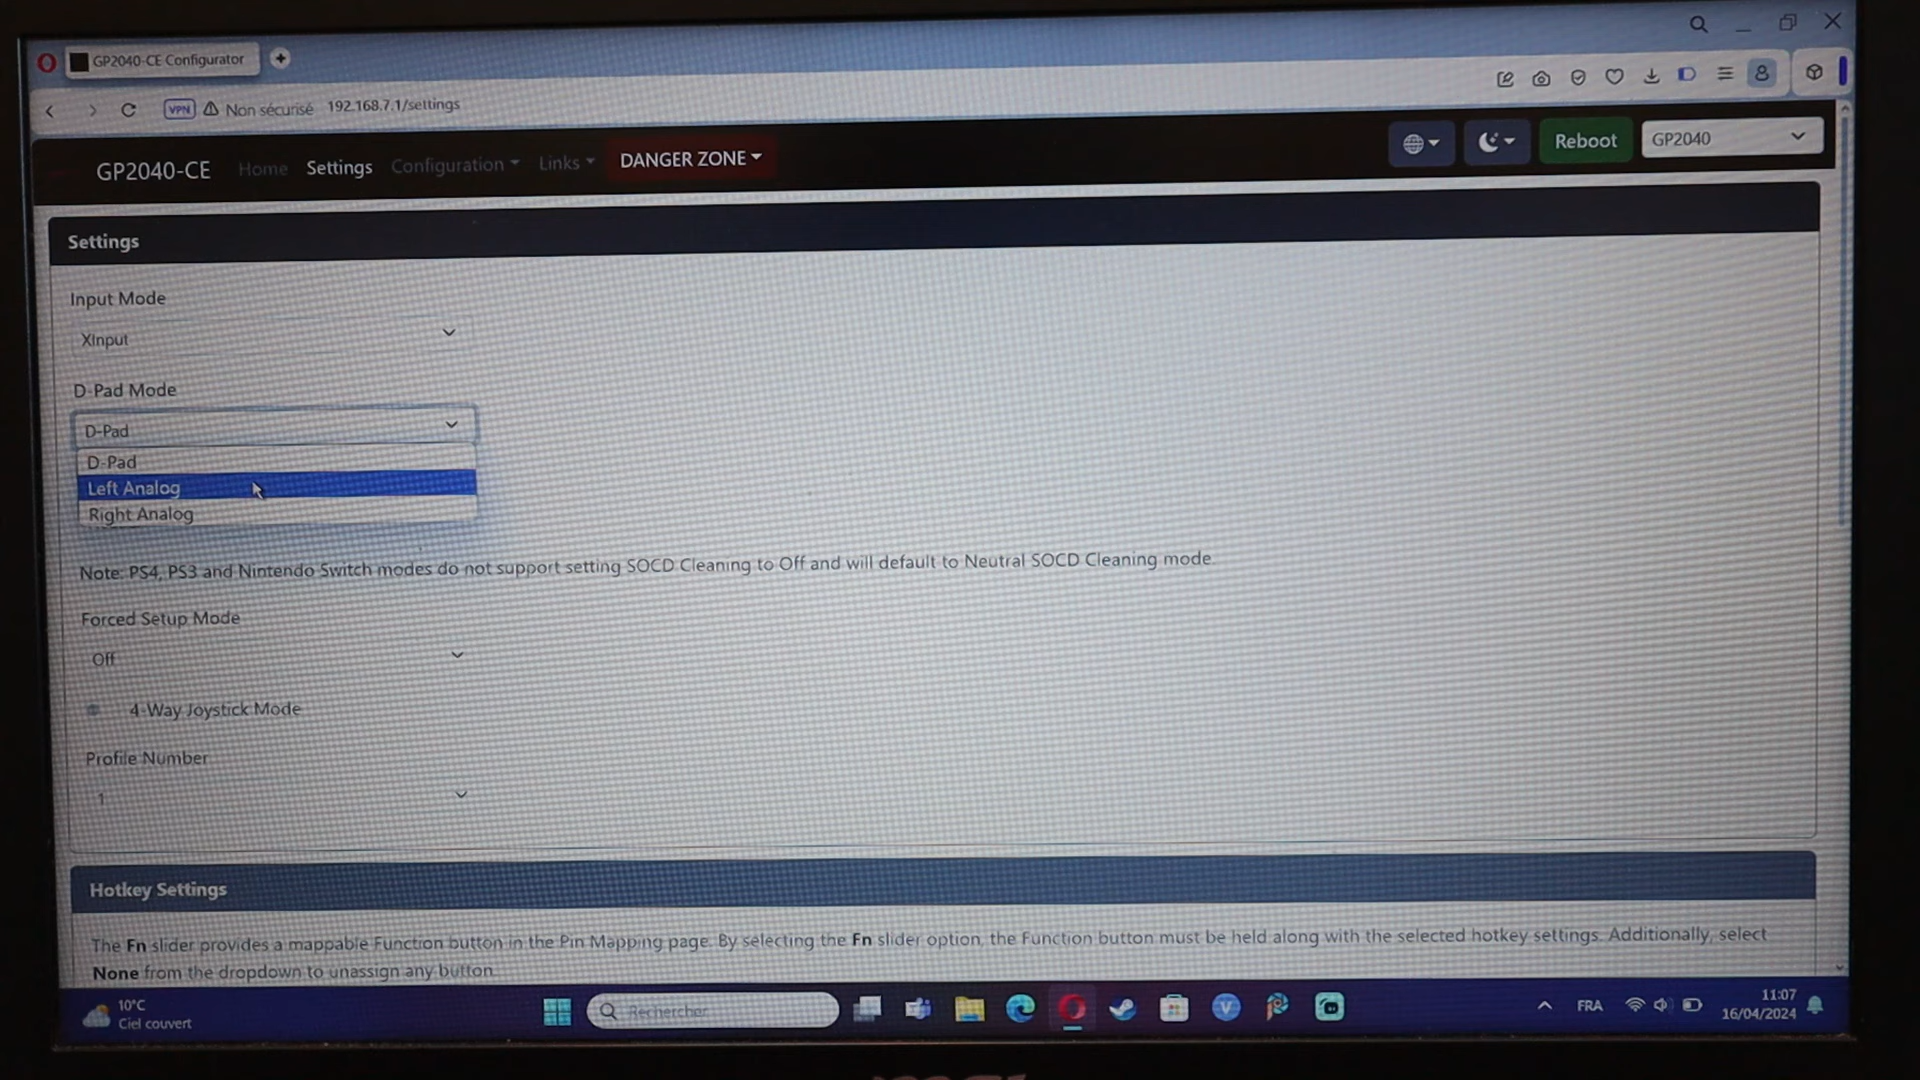 GP2040-CE Configurator
VPN Non sécurisé 192.168.7.1/settings
GP2040-CE Home Settings Configuration Links DANGER ZONE Reboot GP2040
Settings
Input Mode
XInput
D-Pad Mode
D-Pad
D-Pad
Left Analog
Right Analog
Note: PS4, PS3 and Nintendo Switch modes do not support setting SOCD Cleaning to Off and will default to Neutral SOCD Cleaning mode.
Forced Setup Mode
Off
4-Way Joystick Mode
Profile Number
1
Hotkey Settings
The Fn slider provides a mappable Function button in the Pin Mapping page. By selecting the Fn slider option, the Function button must be held along with the selected hotkey settings. Additionally, select
None from the dropdown to unassign any button.
10°C
Ciel couvert
Rechercher
FRA
11:07
16/04/2024